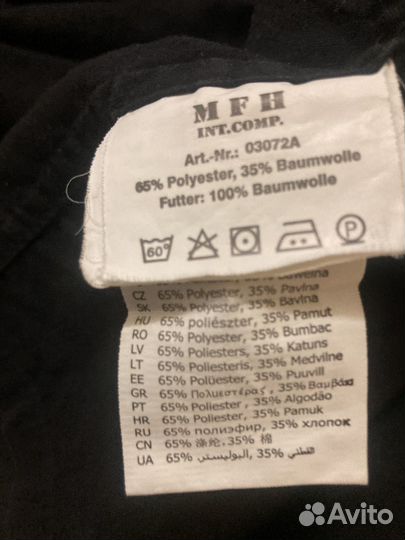 MFH
INT.COMP.
Art.-Nr.: 03072A
65% Polyester, 35% Baumwolle
Futter: 100% Baumwolle
60° P
CZ 65% Polyester, 35% Pavlna
SK 65% Polyester, 35% Bavlna
HU 65% poliészter, 35% Pamut
RO 65% Polyester, 35% Bumbac
LV 65% Poliesters, 35% Katuns
LT 65% Poliesteris, 35% Medvilne
EE 65% Polüester, 35% Puuvill
GR 65% Πολυεστέρας, 35% Βαμβάκι
PT 65% Poliester, 35% Algodão
HR 65% Poliester, 35% Pamuk
RU 65% полиэфир, 35% хлопок
CN 65% 涤纶, 35% 棉
UA 65% البوليستر, 35% القطني
Avito